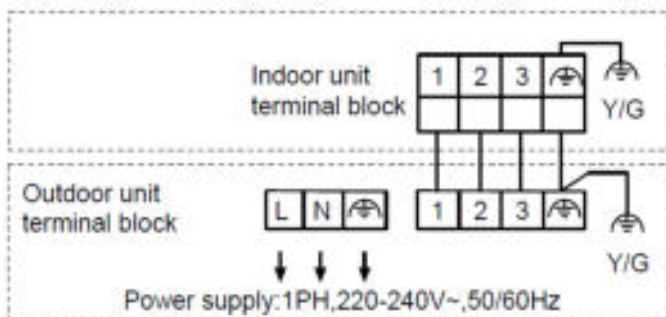 Indoor unit
terminal block
1 2 3
Y/G
Outdoor unit
terminal block
L N
1 2 3
Y/G
Power supply:1PH,220-240V~,50/60Hz